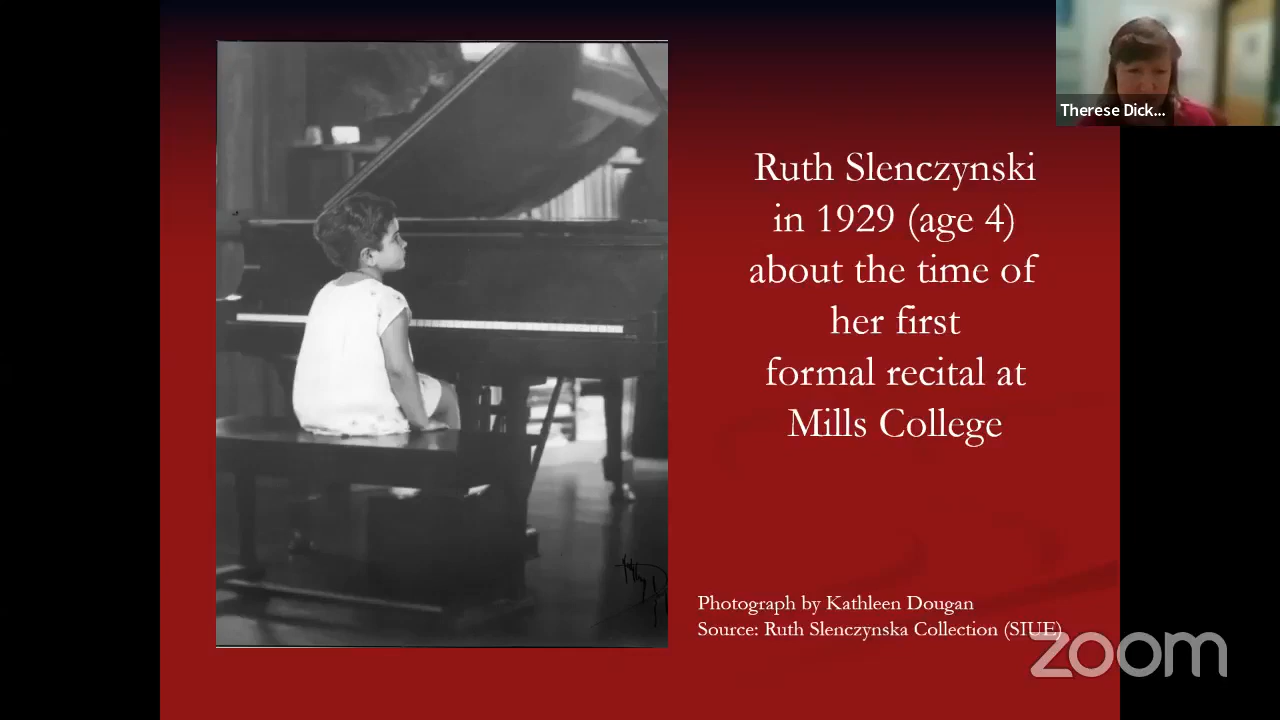 Therese Dick...
Ruth Slenczynski
in 1929 (age 4)
about the time of
her first
formal recital at
Mills College
Photograph by Kathleen Dougan
Source: Ruth Slenczynska Collection (SIUE)
zoom